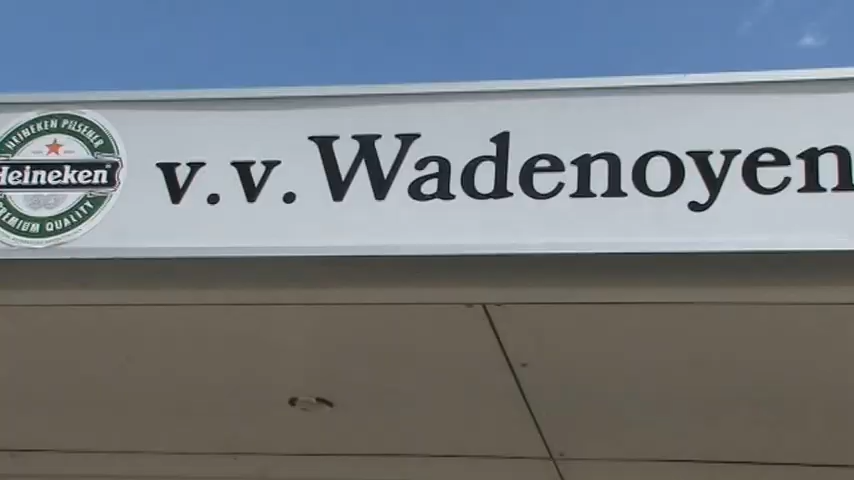 HEINEKEN PILSENER
Heineken
PREMIUM QUALITY
v.v. Wadenoyen